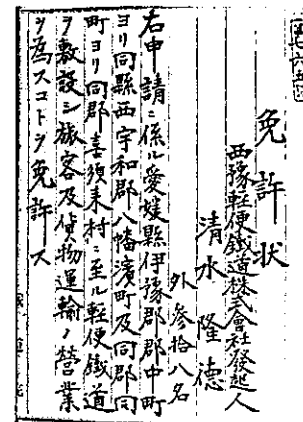 免許状
西豫軽便鐵道株式會社發起人
清水隆徳
外参拾八名
右申請ニ係ル愛媛縣伊豫郡郡中町
ヨリ同縣西宇和郡八幡濱町及同郡同
町ヨリ同郡喜須来村ニ至ル軽便鐵道
ヲ敷設シ旅客及貨物運輸ノ營業
ヲ為スコトヲ免許ス